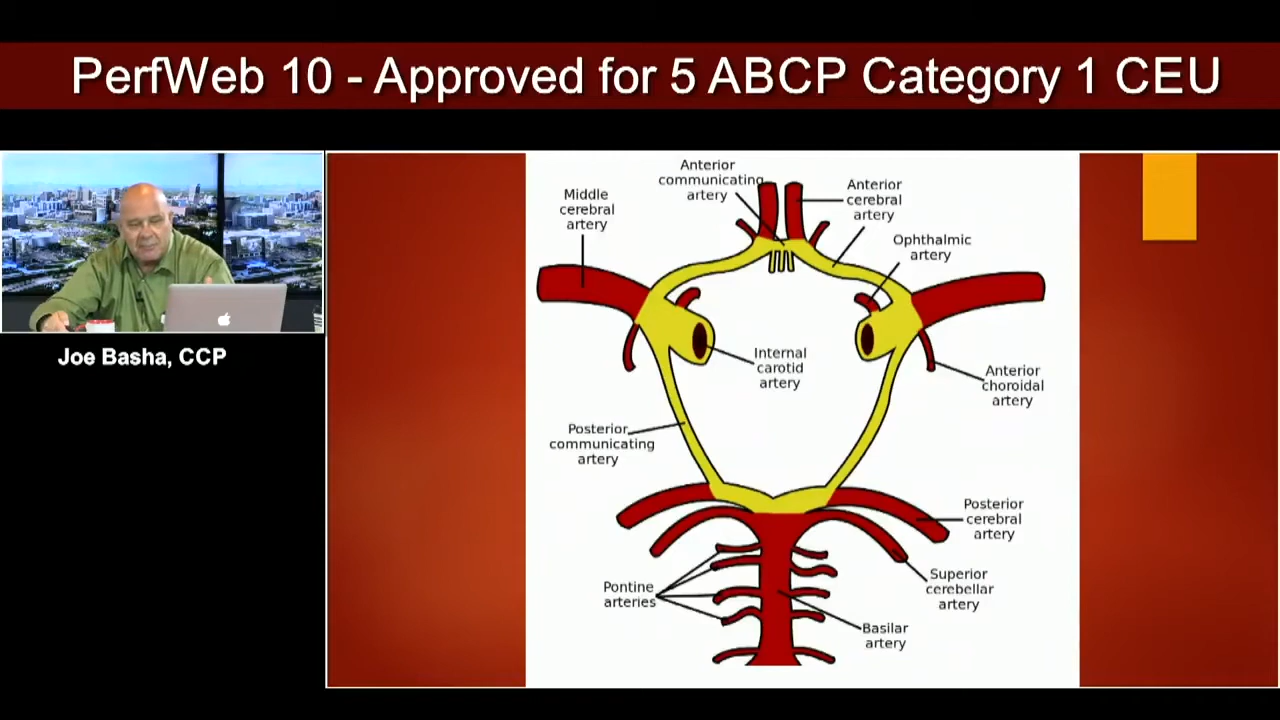 PerfWeb 10 - Approved for 5 ABCP Category 1 CEU
Joe Basha, CCP
Anterior
communicating
artery
Middle
cerebral
artery
Anterior
cerebral
artery
Ophthalmic
artery
Internal
carotid
artery
Anterior
choroidal
artery
Posterior
communicating
artery
Posterior
cerebral
artery
Superior
cerebellar
artery
Pontine
arteries
Basilar
artery